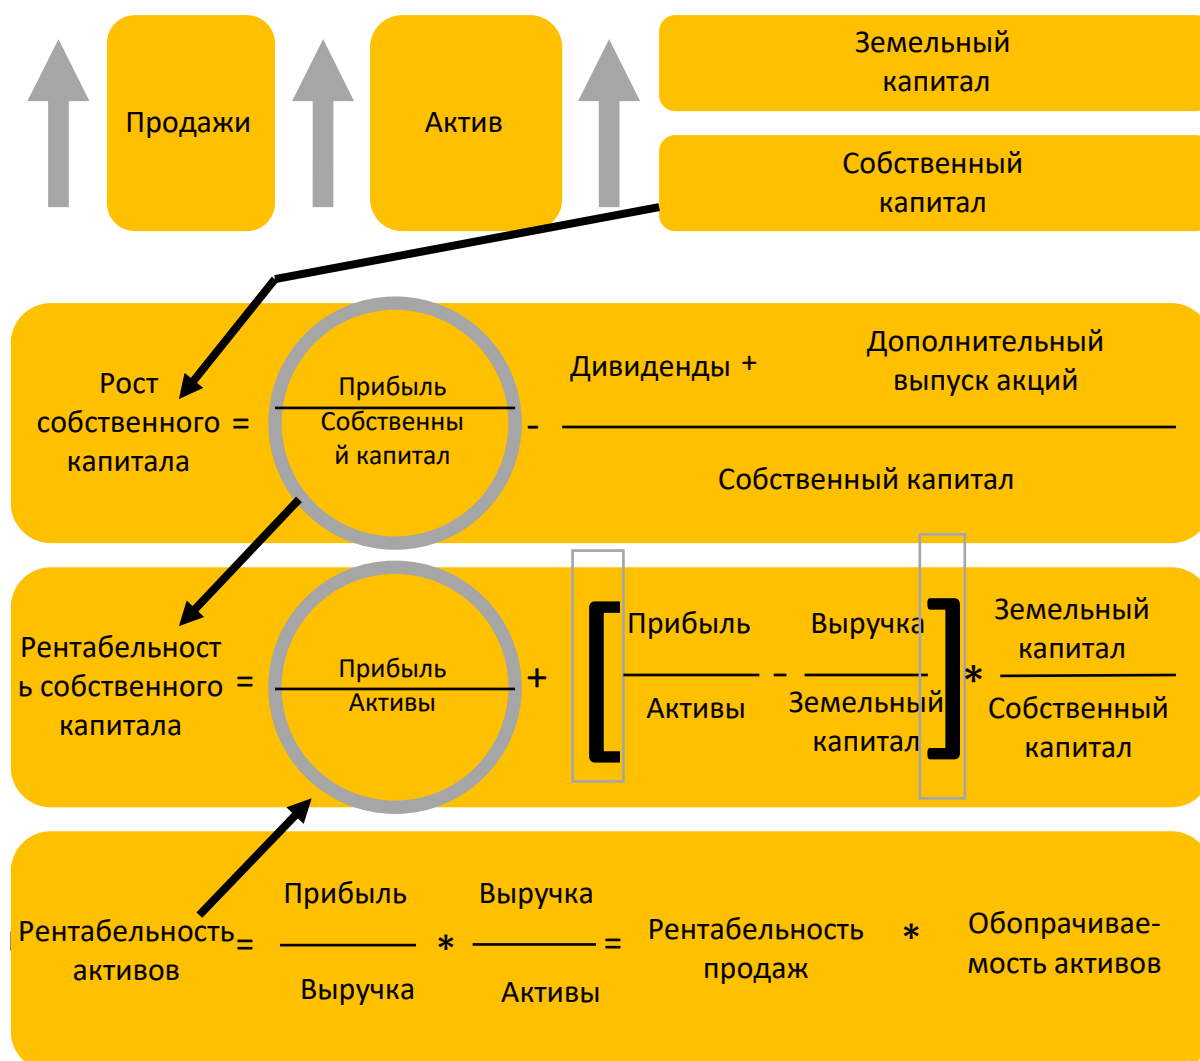 Продажи
Актив
Земельный
капитал
Собственный
капитал
Рост
собственного
капитала
=
Прибыль
Собственны
й капитал
-
Дивиденды +
Дополнительный
выпуск акций
Собственный капитал
Рентабельност
ь собственного
капитала
=
Прибыль
Активы
+
[
Прибыль
Активы
-
Выручка
Земельный
капитал
]
*
Земельный
капитал
Собственный
капитал
Рентабельность
активов
=
Прибыль
Выручка
*
Выручка
Активы
=
Рентабельность
продаж
*
Обопрачивае-
мость активов